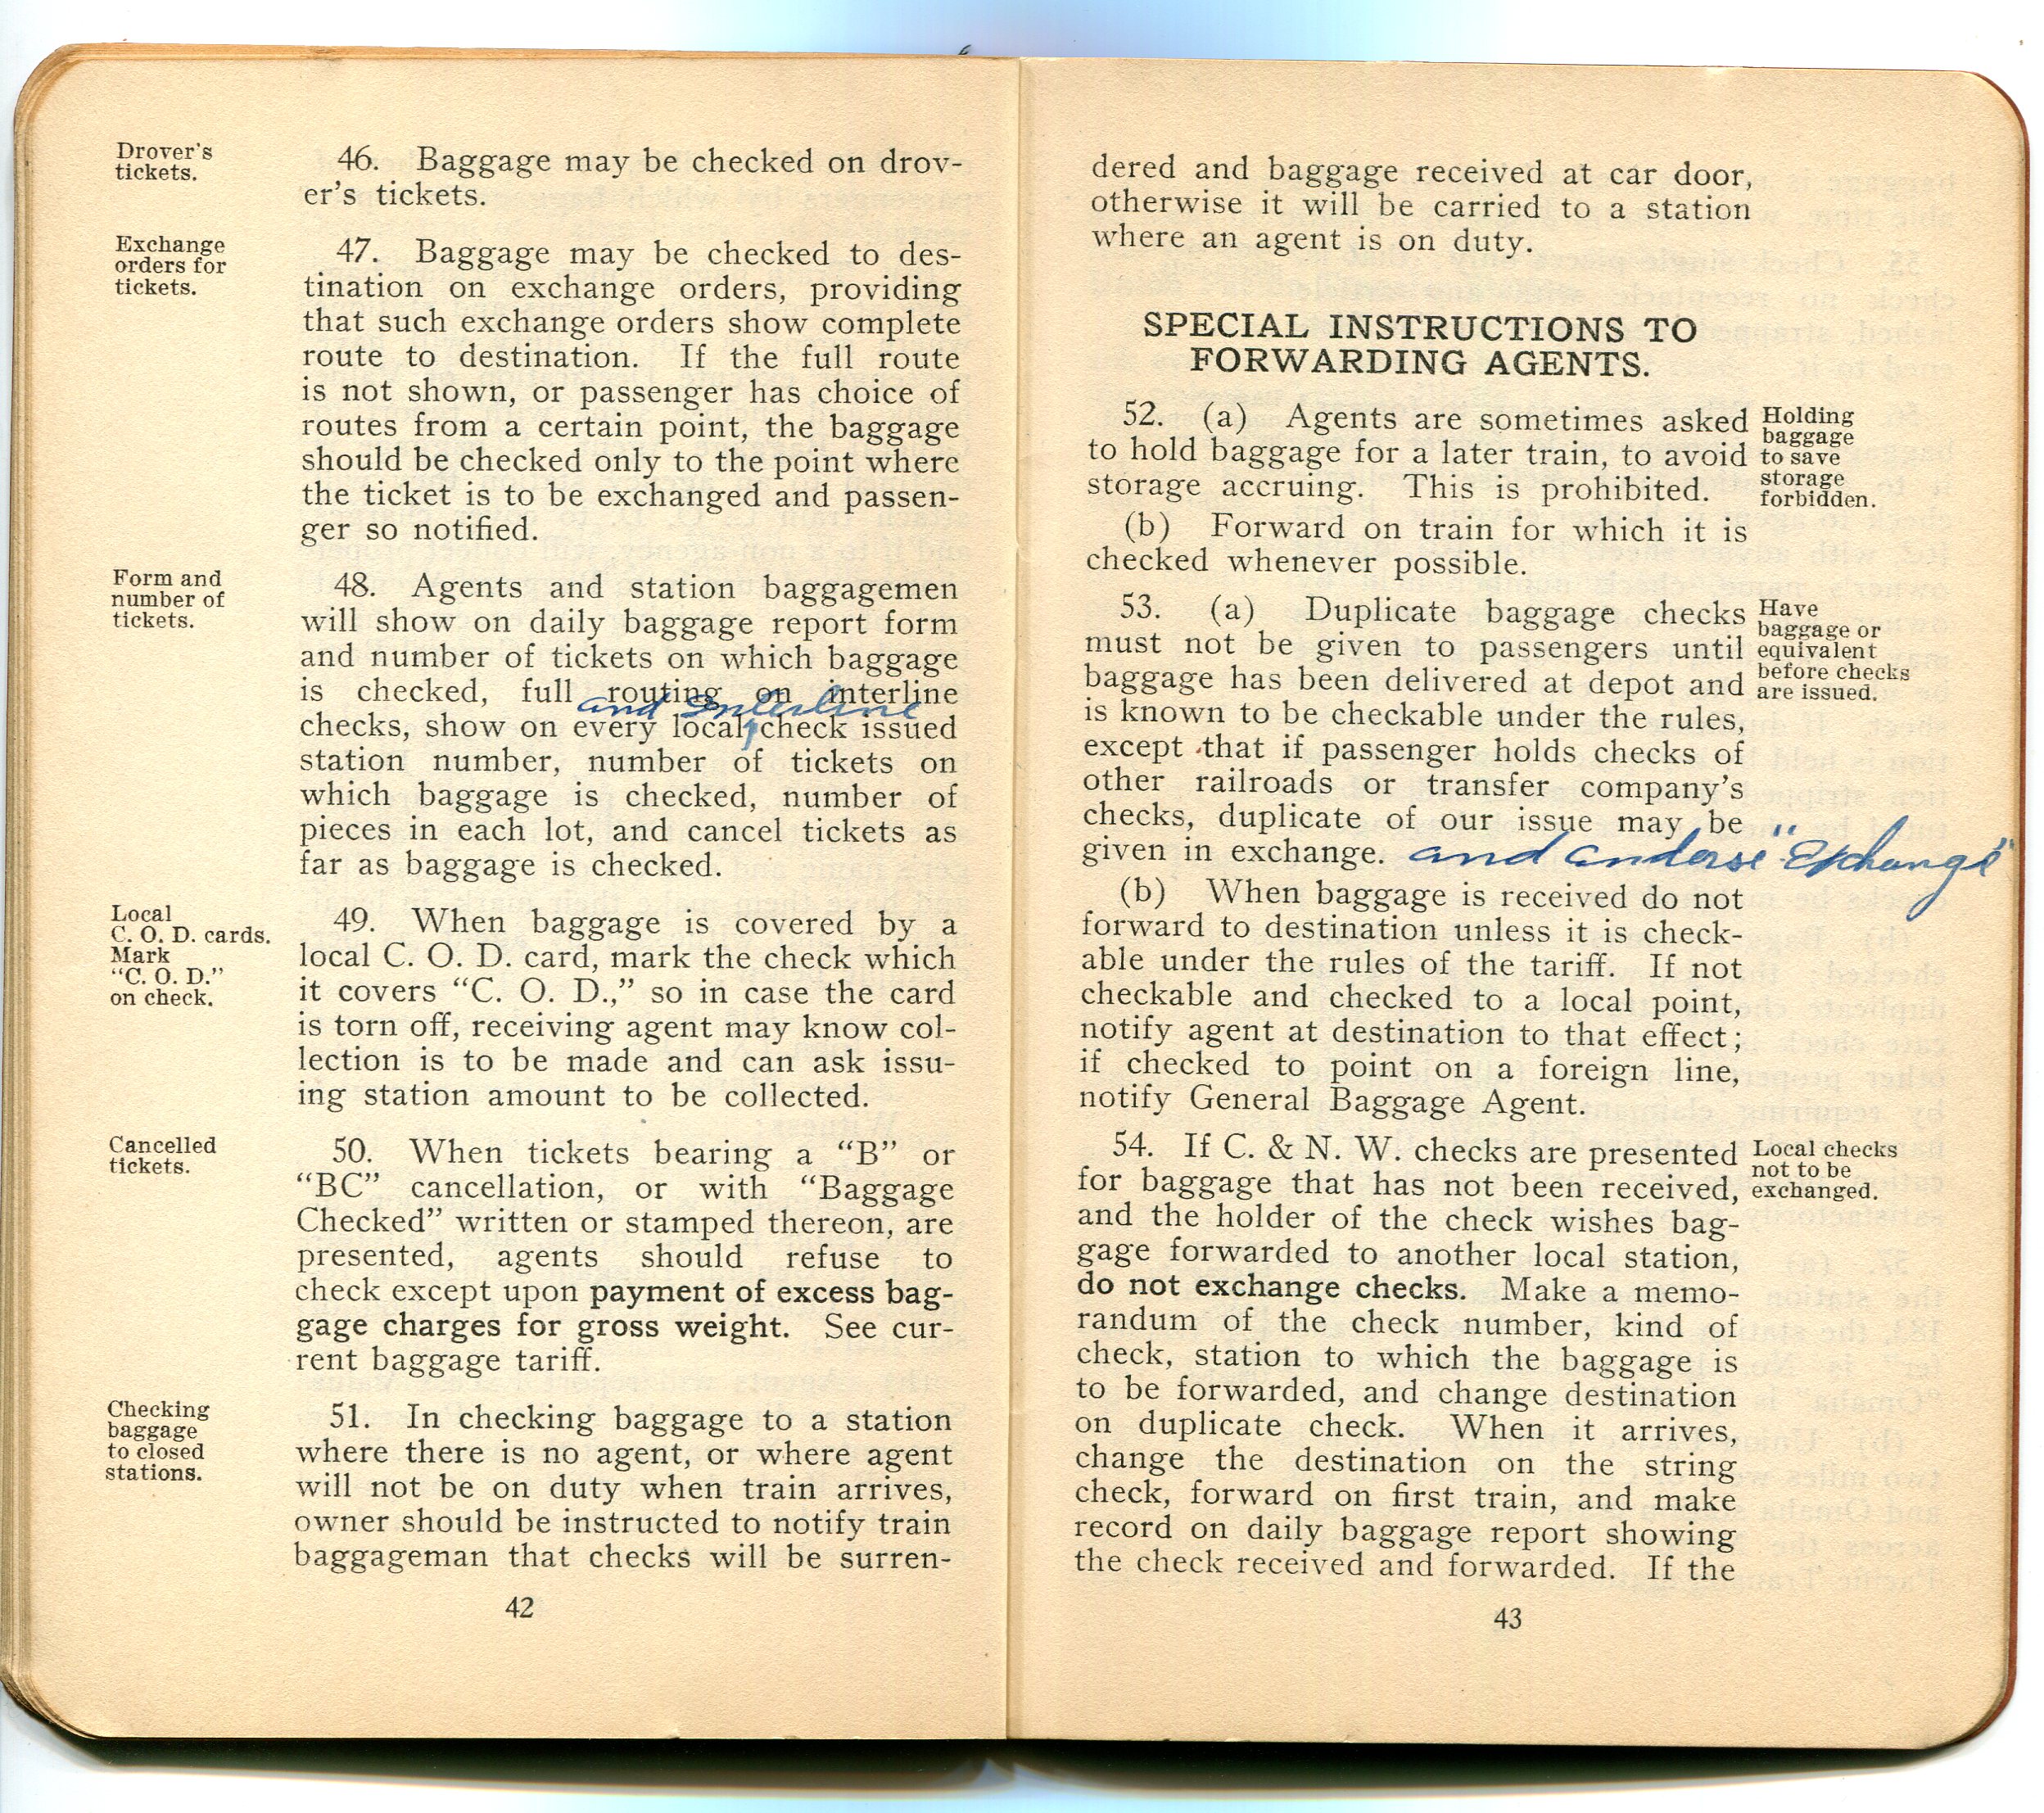 Drover's
tickets.
46. Baggage may be checked on drov-
er's tickets.
Exchange
orders for
tickets.
47. Baggage may be checked to des-
tination on exchange orders, providing
that such exchange orders show complete
route to destination. If the full route
is not shown, or passenger has choice of
routes from a certain point, the baggage
should be checked only to the point where
the ticket is to be exchanged and passen-
ger so notified.
Form and
number of
tickets.
48. Agents and station baggagemen
will show on daily baggage report form
and number of tickets on which baggage
is checked, full routing on interline
and Interline
checks, show on every local, check issued
station number, number of tickets on
which baggage is checked, number of
pieces in each lot, and cancel tickets as
far as baggage is checked.
Local
C. O. D. cards.
Mark
“C. O. D.”
on check.
49. When baggage is covered by a
local C. O. D. card, mark the check which
it covers “C. O. D.,” so in case the card
is torn off, receiving agent may know col-
lection is to be made and can ask issu-
ing station amount to be collected.
Cancelled
tickets.
50. When tickets bearing a “B” or
“BC” cancellation, or with “Baggage
Checked” written or stamped thereon, are
presented, agents should refuse to
check except upon payment of excess bag-
gage charges for gross weight. See cur-
rent baggage tariff.
Checking
baggage
to closed
stations.
51. In checking baggage to a station
where there is no agent, or where agent
will not be on duty when train arrives,
owner should be instructed to notify train
baggageman that checks will be surren-
42
dered and baggage received at car door,
otherwise it will be carried to a station
where an agent is on duty.
SPECIAL INSTRUCTIONS TO
FORWARDING AGENTS.
52. (a) Agents are sometimes asked
to hold baggage for a later train, to avoid
storage accruing. This is prohibited.
Holding
baggage
to save
storage
forbidden.
(b) Forward on train for which it is
checked whenever possible.
53. (a) Duplicate baggage checks
must not be given to passengers until
baggage has been delivered at depot and
is known to be checkable under the rules,
except that if passenger holds checks of
other railroads or transfer company's
checks, duplicate of our issue may be
given in exchange. and endorse "Exchange"
Have
baggage or
equivalent
before checks
are issued.
(b) When baggage is received do not
forward to destination unless it is check-
able under the rules of the tariff. If not
checkable and checked to a local point,
notify agent at destination to that effect;
if checked to point on a foreign line,
notify General Baggage Agent.
54. If C. & N. W. checks are presented
for baggage that has not been received,
and the holder of the check wishes bag-
gage forwarded to another local station,
do not exchange checks. Make a memo-
randum of the check number, kind of
check, station to which the baggage is
to be forwarded, and change destination
on duplicate check. When it arrives,
change the destination on the string
check, forward on first train, and make
record on daily baggage report showing
the check received and forwarded. If the
Local checks
not to be
exchanged.
43